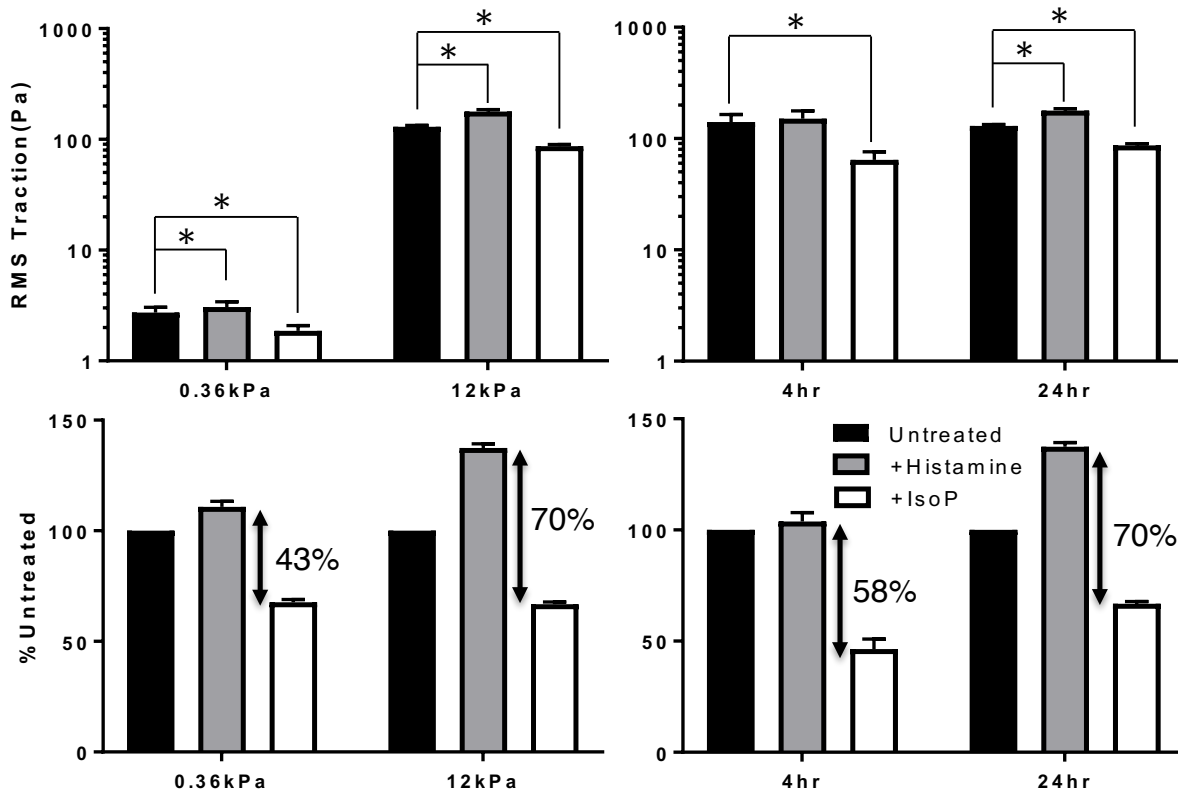 RMS Traction(Pa)
1000
100
10
1
*
*
*
*
0.36kPa
12kPa
1000
100
10
1
*
*
*
4hr
24hr
%Untreated
150
100
50
0
43%
70%
0.36kPa
12kPa
150
100
50
0
Untreated
+Histamine
+IsoP
58%
70%
4hr
24hr